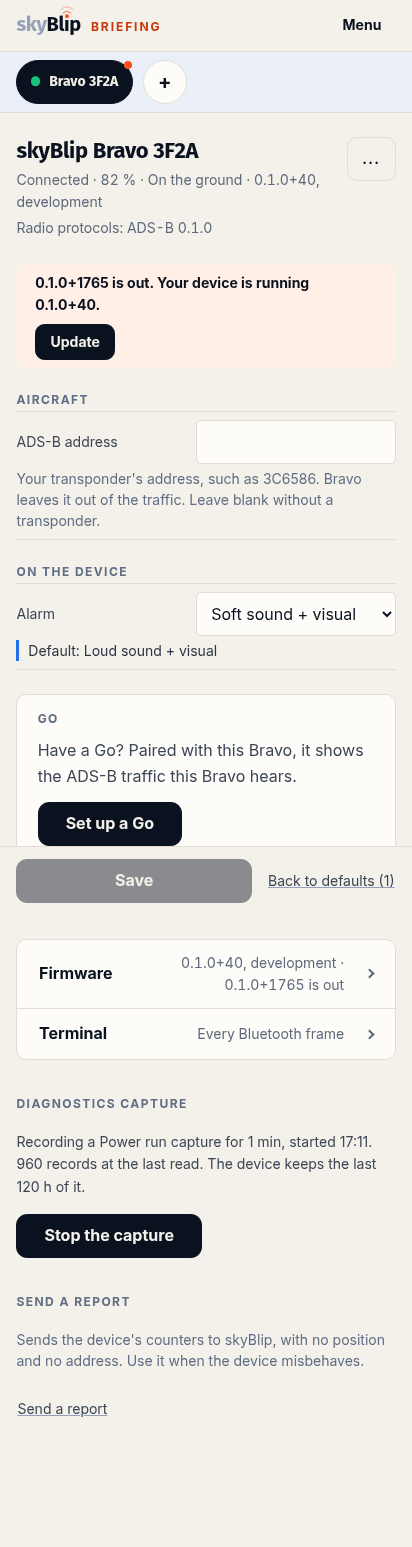 skyBlip BRIEFING
Menu
Bravo 3F2A
+
skyBlip Bravo 3F2A
...
Connected · 82 % · On the ground · 0.1.0+40,
development
Radio protocols: ADS-B 0.1.0
0.1.0+1765 is out. Your device is running
0.1.0+40.
Update
AIRCRAFT
ADS-B address
Your transponder's address, such as 3C6586. Bravo
leaves it out of the traffic. Leave blank without a
transponder.
ON THE DEVICE
Alarm
Soft sound + visual
Default: Loud sound + visual
GO
Have a Go? Paired with this Bravo, it shows
the ADS-B traffic this Bravo hears.
Set up a Go
Save
Back to defaults (1)
Firmware
0.1.0+40, development ·
0.1.0+1765 is out
Terminal
Every Bluetooth frame
DIAGNOSTICS CAPTURE
Recording a Power run capture for 1 min, started 17:11.
960 records at the last read. The device keeps the last
120 h of it.
Stop the capture
SEND A REPORT
Sends the device's counters to skyBlip, with no position
and no address. Use it when the device misbehaves.
Send a report